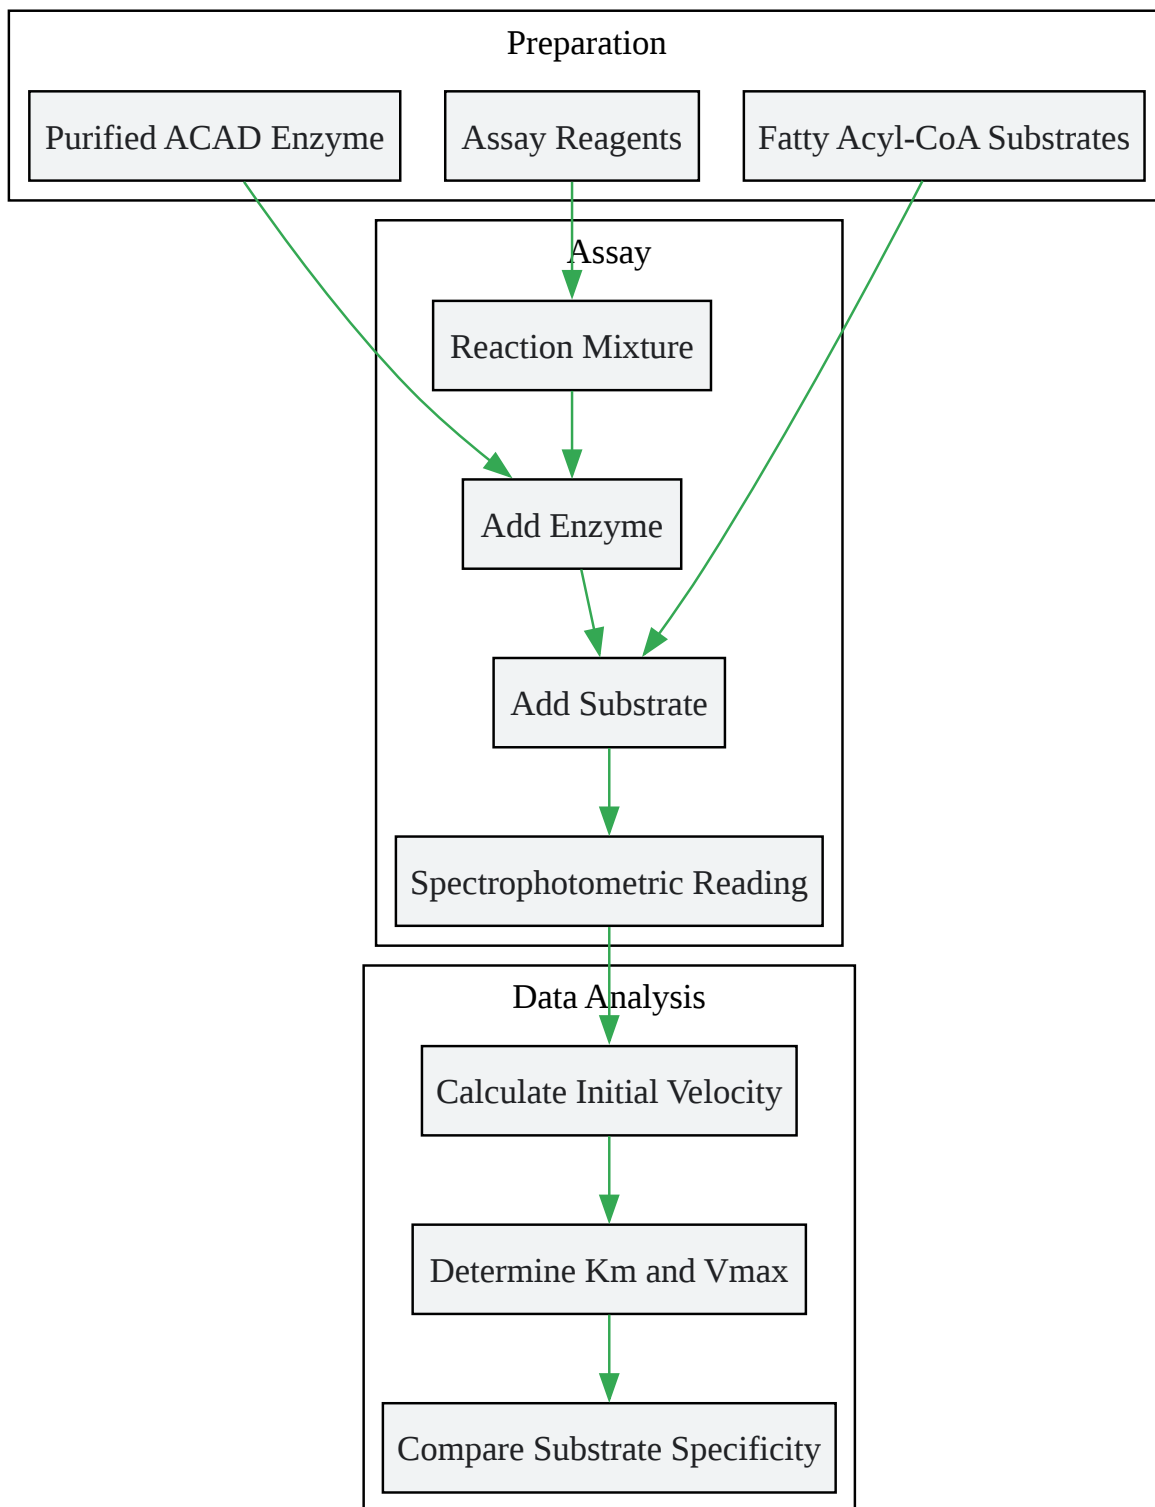 Preparation
Purified ACAD Enzyme
Assay Reagents
Fatty Acyl-CoA Substrates
Assay
Reaction Mixture
Add Enzyme
Add Substrate
Spectrophotometric Reading
Data Analysis
Calculate Initial Velocity
Determine Km and Vmax
Compare Substrate Specificity